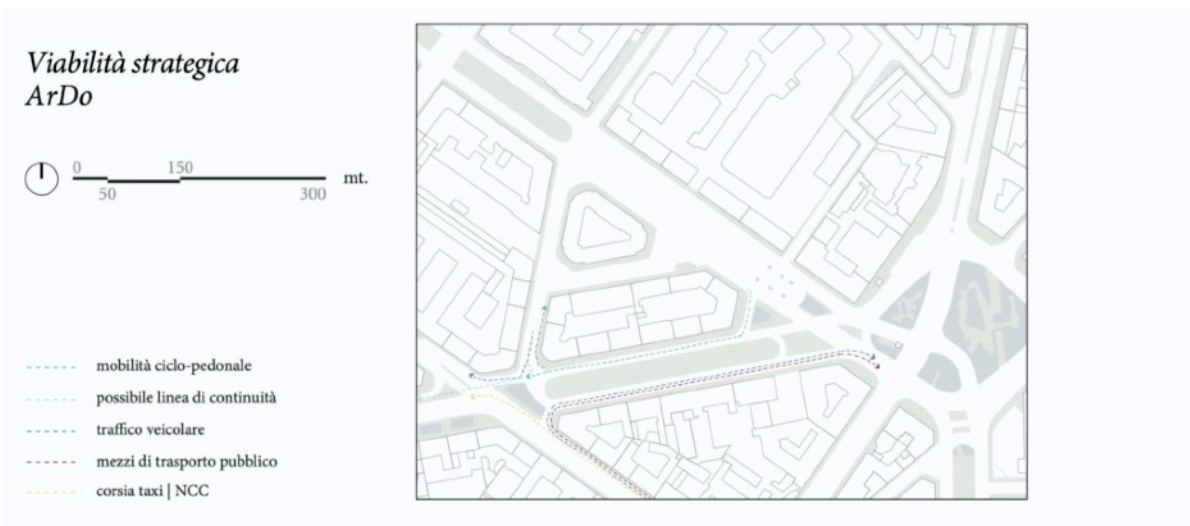 Viabilità strategica
ArDo
0 150
50 300 mt.
mobilità ciclo-pedonale
possibile linea di continuità
traffico veicolare
mezzi di trasporto pubblico
corsia taxi | NCC